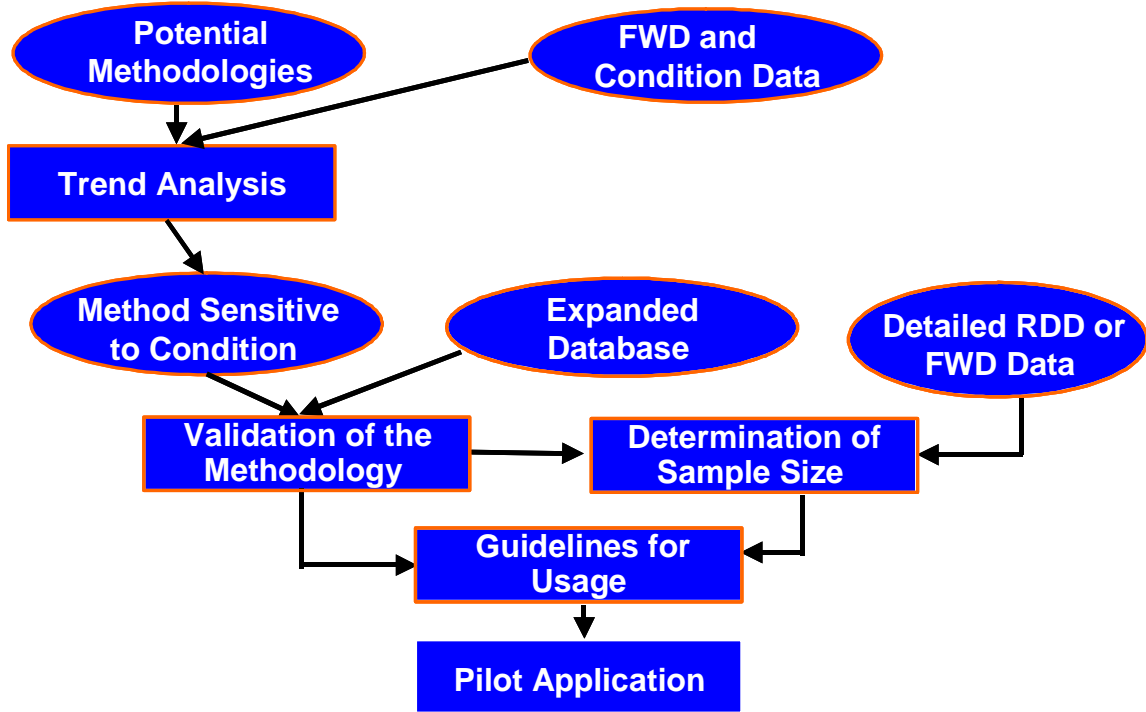 Potential
Methodologies
FWD and
Condition Data
Trend Analysis
Method Sensitive
to Condition
Expanded
Database
Detailed RDD or
FWD Data
Validation of the
Methodology
Determination of
Sample Size
Guidelines for
Usage
Pilot Application